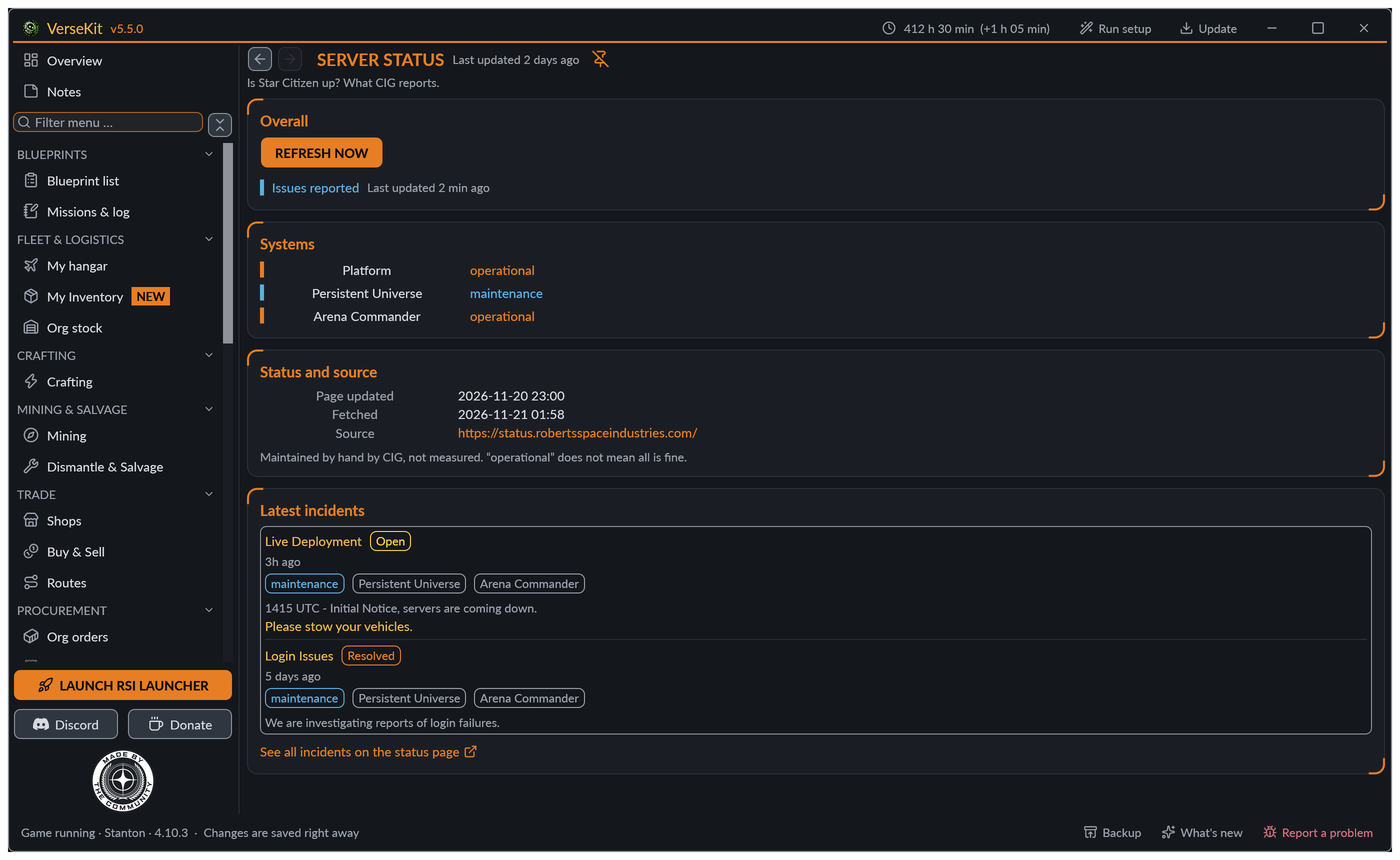 VerseKit v5.5.0
412 h 30 min (+1 h 05 min)
Run setup
Update
Overview
Notes
Filter menu ...
BLUEPRINTS
Blueprint list
Missions & log
FLEET & LOGISTICS
My hangar
My Inventory NEW
Org stock
CRAFTING
Crafting
MINING & SALVAGE
Mining
Dismantle & Salvage
TRADE
Shops
Buy & Sell
Routes
PROCUREMENT
Org orders
LAUNCH RSI LAUNCHER
Discord
Donate
MADE BY THE COMMUNITY
SERVER STATUS Last updated 2 days ago
Is Star Citizen up? What CIG reports.
Overall
REFRESH NOW
Issues reported Last updated 2 min ago
Systems
Platform operational
Persistent Universe maintenance
Arena Commander operational
Status and source
Page updated 2026-11-20 23:00
Fetched 2026-11-21 01:58
Source https://status.robertsspaceindustries.com/
Maintained by hand by CIG, not measured. "operational" does not mean all is fine.
Latest incidents
Live Deployment Open
3h ago
maintenance Persistent Universe Arena Commander
1415 UTC - Initial Notice, servers are coming down.
Please stow your vehicles.
Login Issues Resolved
5 days ago
maintenance Persistent Universe Arena Commander
We are investigating reports of login failures.
See all incidents on the status page
Game running · Stanton · 4.10.3 · Changes are saved right away
Backup
What's new
Report a problem